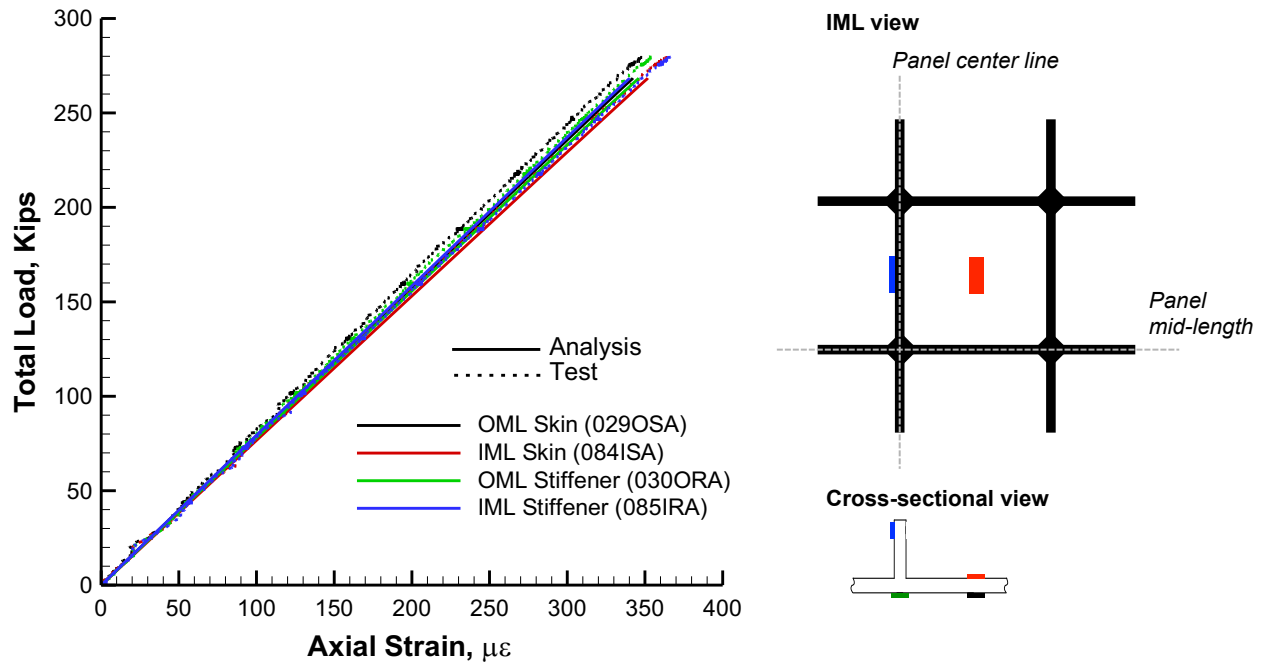 300
250
200
150
100
50
0
Total Load, Kips
0 50 100 150 200 250 300 350 400
Axial Strain, με
Analysis
Test
OML Skin (029OSA)
IML Skin (084ISA)
OML Stiffener (030ORA)
IML Stiffener (085IRA)
IML view
Panel center line
Panel
mid-length
Cross-sectional view